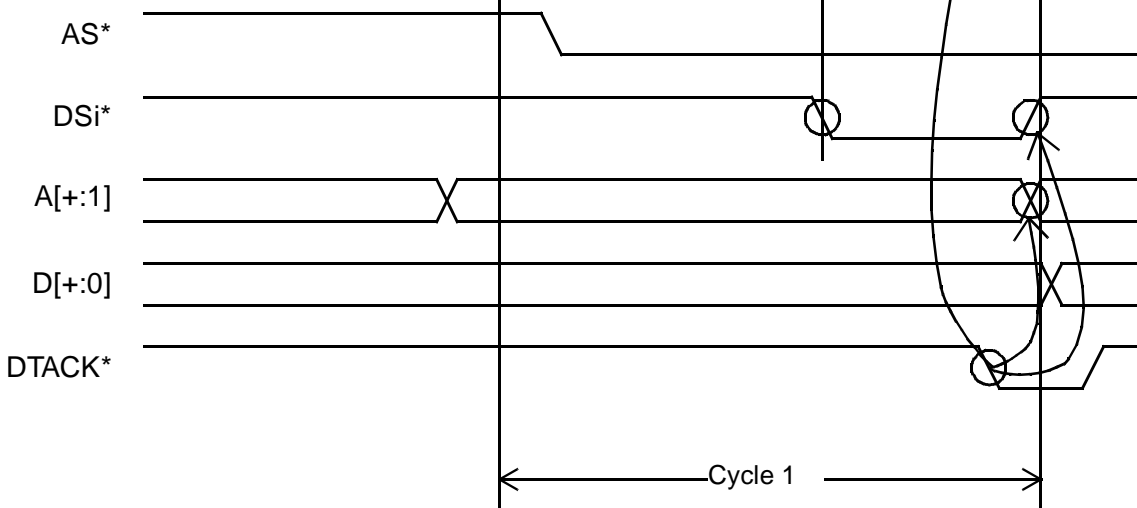 AS*
DSi*
A[+:1]
D[+:0]
DTACK*
Cycle 1